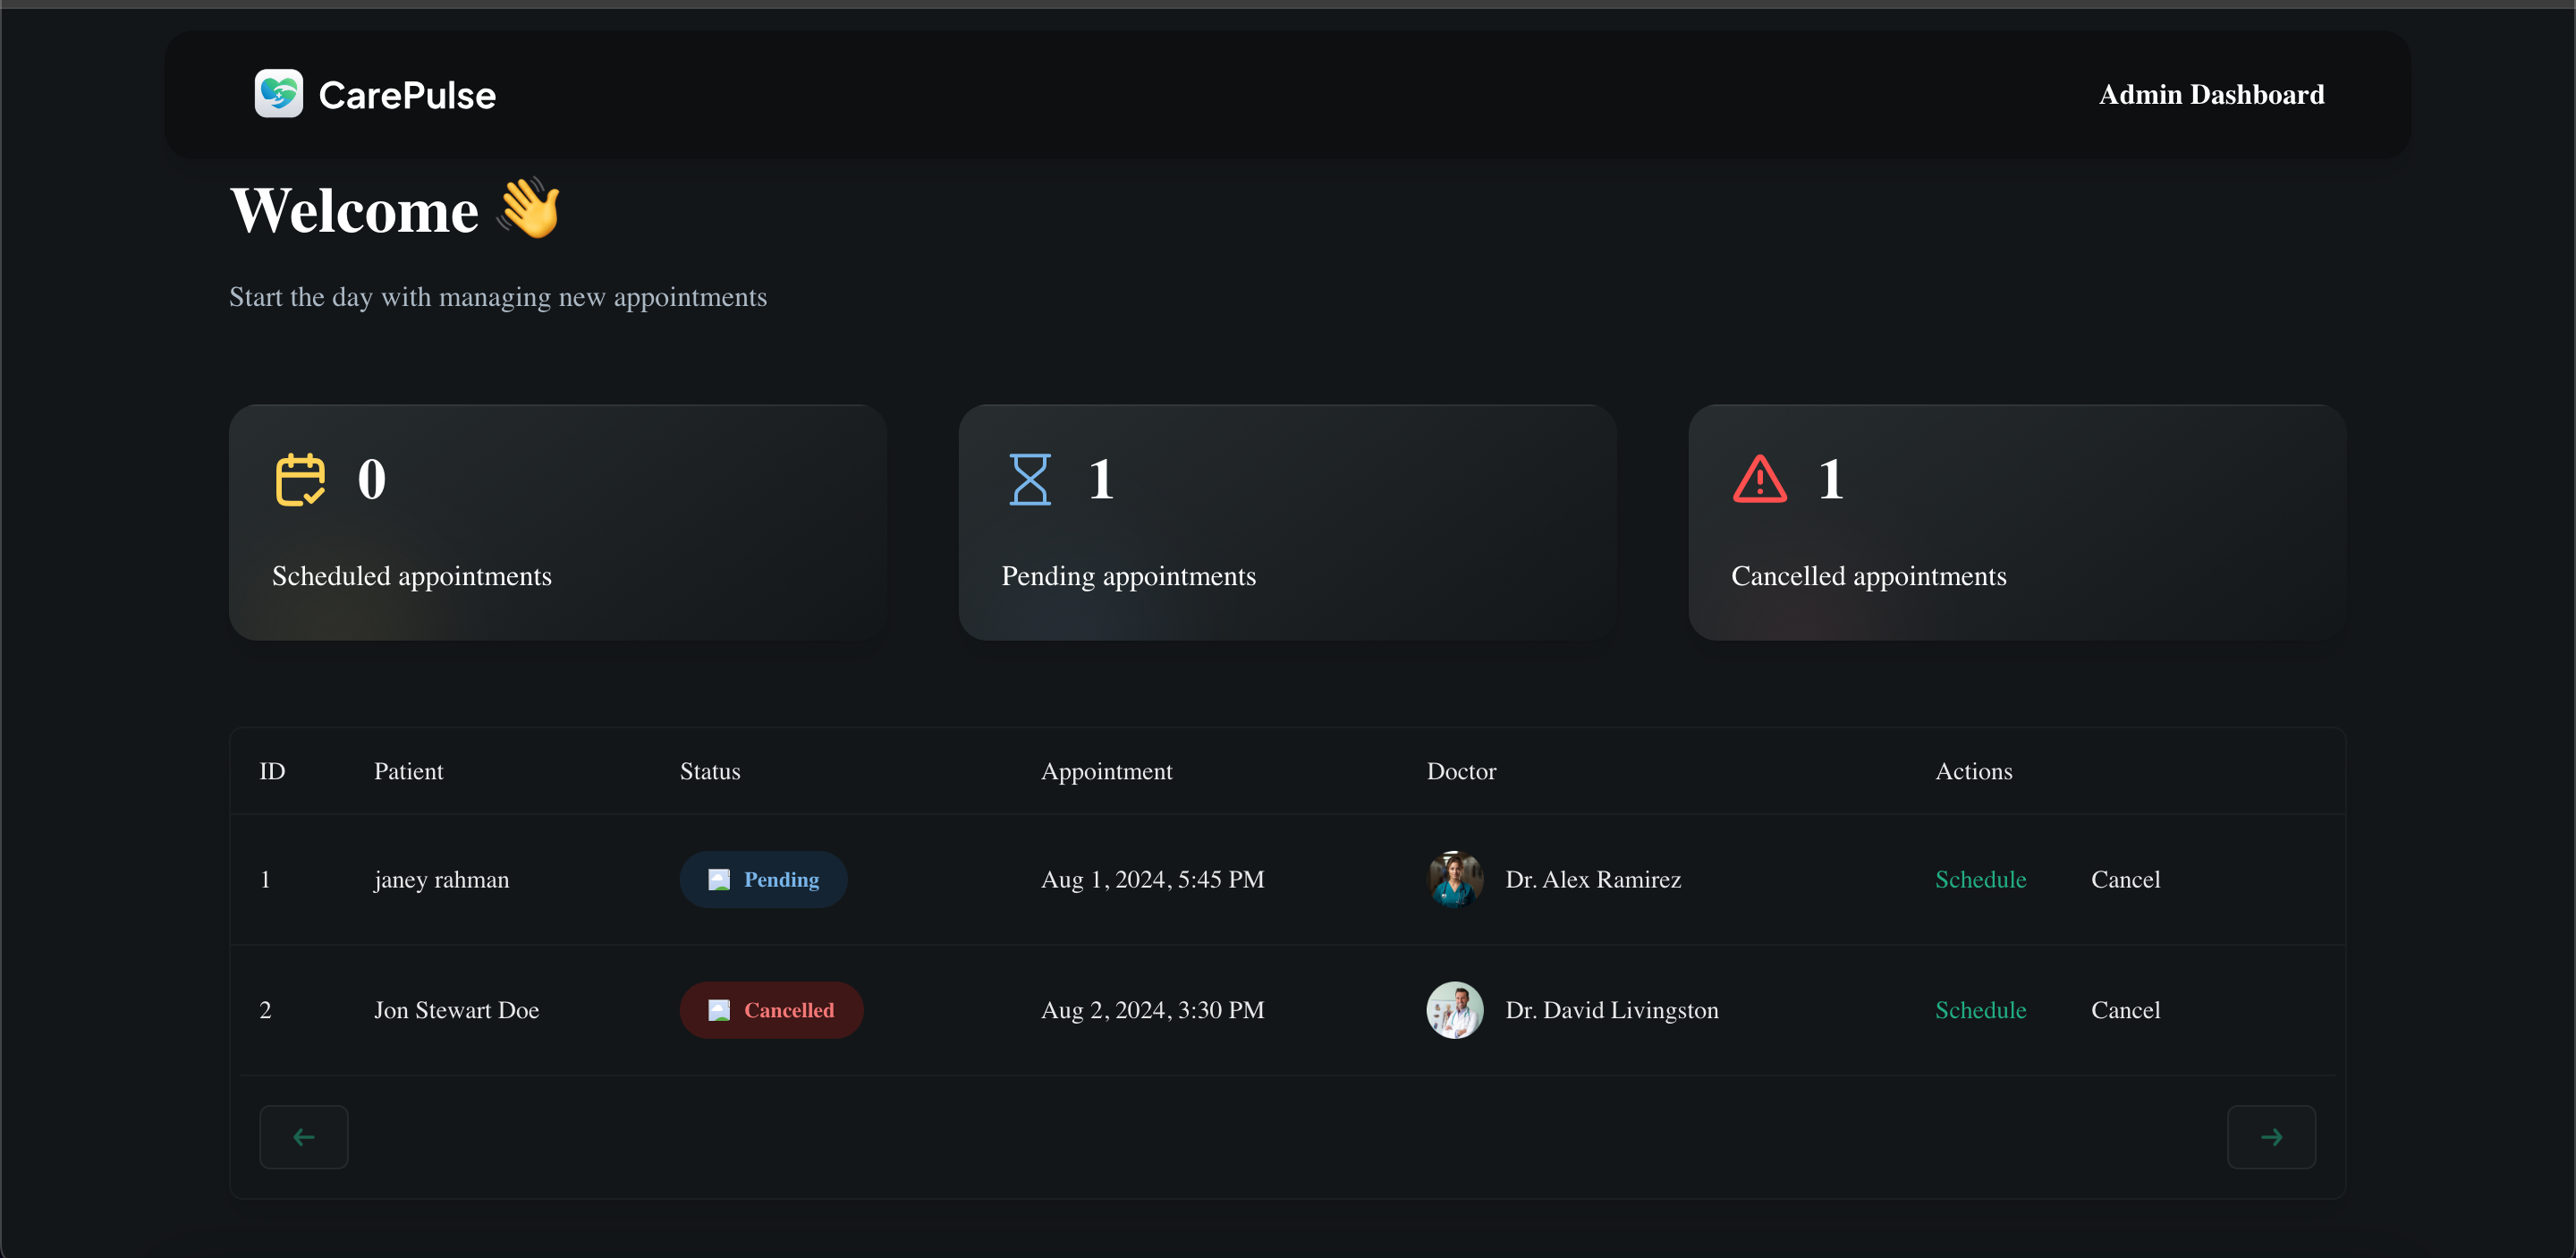 CarePulse
Admin Dashboard
Welcome 👋
Start the day with managing new appointments
0
Scheduled appointments
1
Pending appointments
1
Cancelled appointments
ID Patient Status Appointment Doctor Actions
1 janey rahman Pending Aug 1, 2024, 5:45 PM Dr. Alex Ramirez Schedule Cancel
2 Jon Stewart Doe Cancelled Aug 2, 2024, 3:30 PM Dr. David Livingston Schedule Cancel